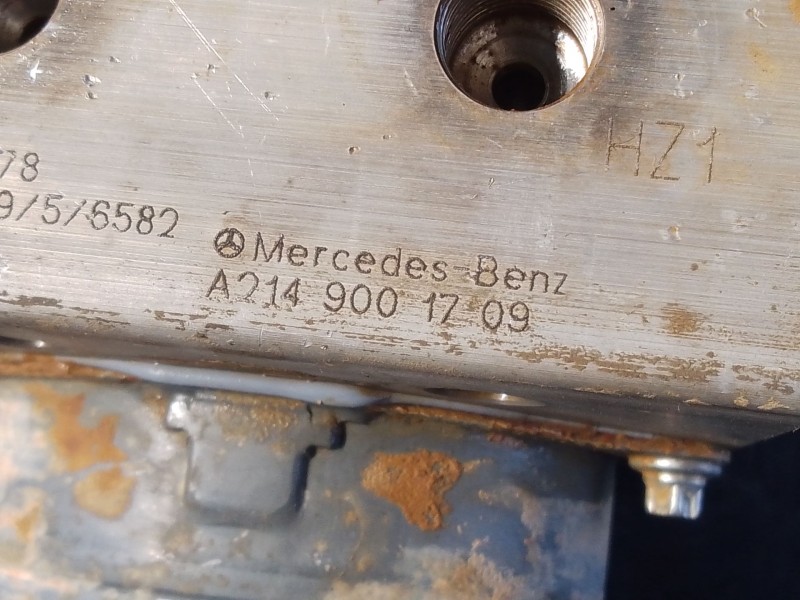 HZ1
78
9/5/6582
Mercedes-Benz
A214 900 17 09